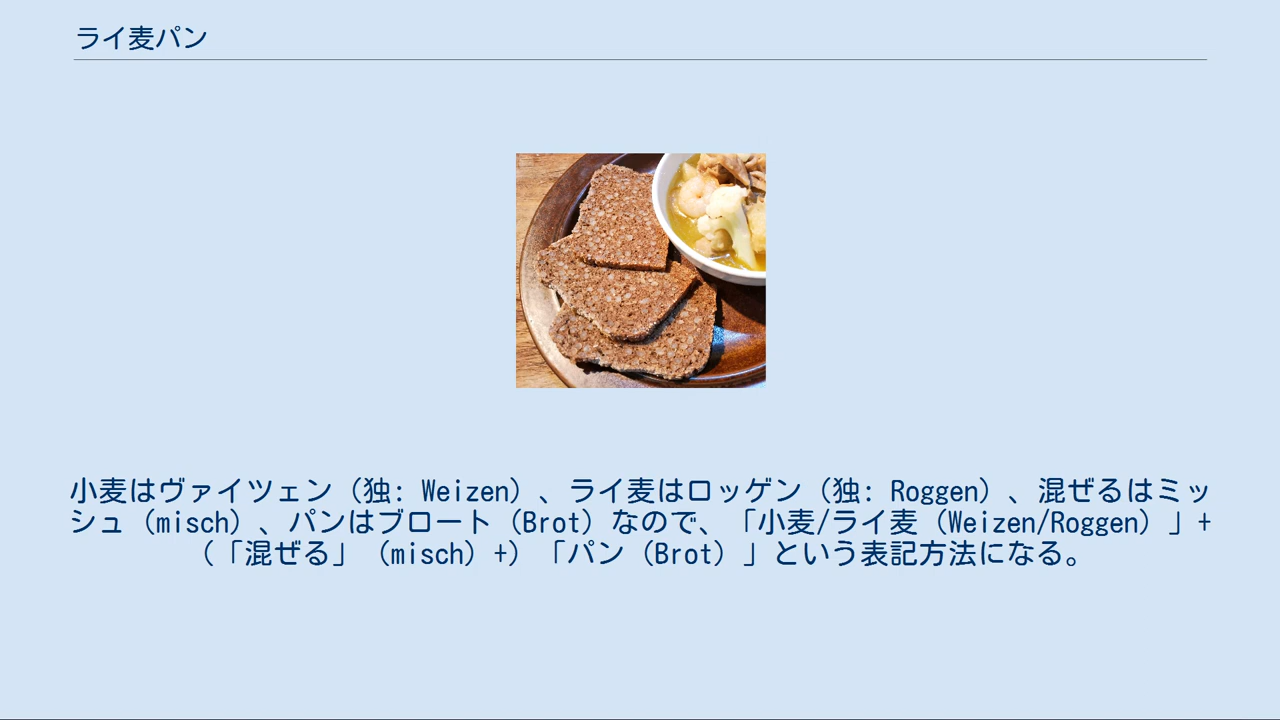 ライ麦パン
小麦はヴァイツェン（独: Weizen）、ライ麦はロッゲン（独: Roggen）、混ぜるはミッ
シュ（misch）、パンはブロート（Brot）なので、「小麦/ライ麦（Weizen/Roggen）」+
（「混ぜる」（misch）+）「パン（Brot）」という表記方法になる。